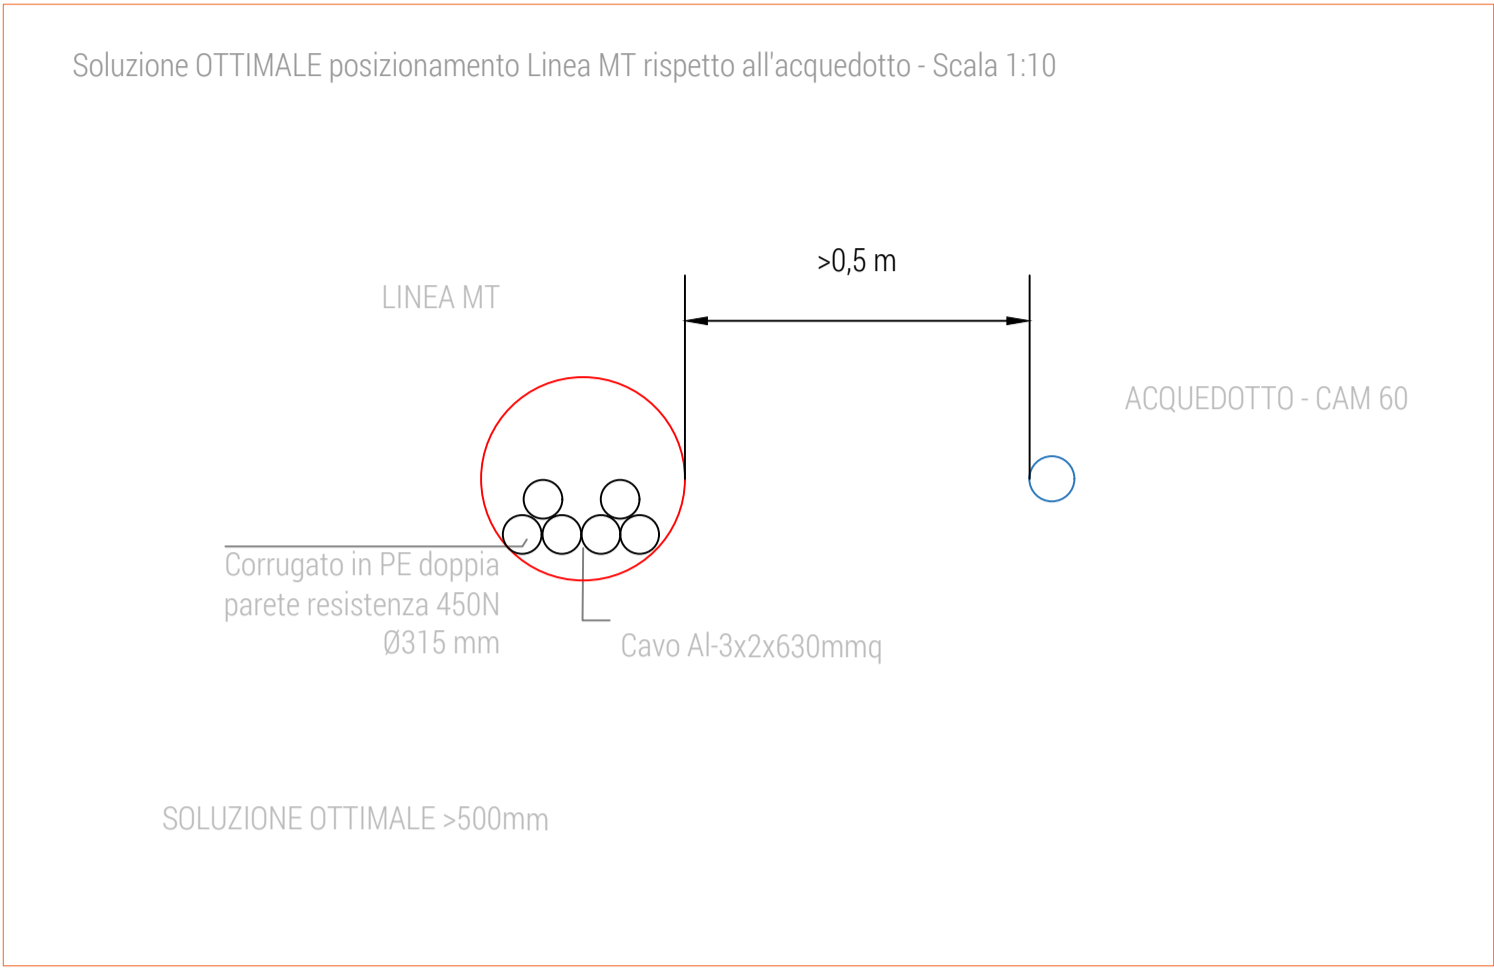 Soluzione OTTIMALE posizionamento Linea MT rispetto all'acquedotto - Scala 1:10
>0,5 m
LINEA MT
ACQUEDOTTO - CAM 60
Corrugato in PE doppia
parete resistenza 450N
Ø315 mm
Cavo Al-3x2x630mmq
SOLUZIONE OTTIMALE >500mm